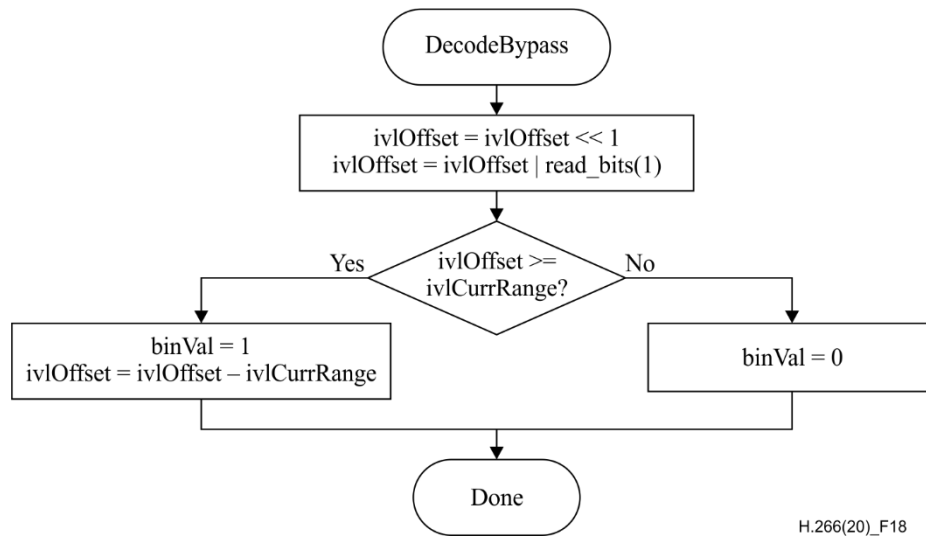 DecodeBypass
ivlOffset = ivlOffset << 1
ivlOffset = ivlOffset | read_bits(1)
Yes
ivlOffset >=
ivlCurrRange?
No
binVal = 1
ivlOffset = ivlOffset – ivlCurrRange
binVal = 0
Done
H.266(20)_F18